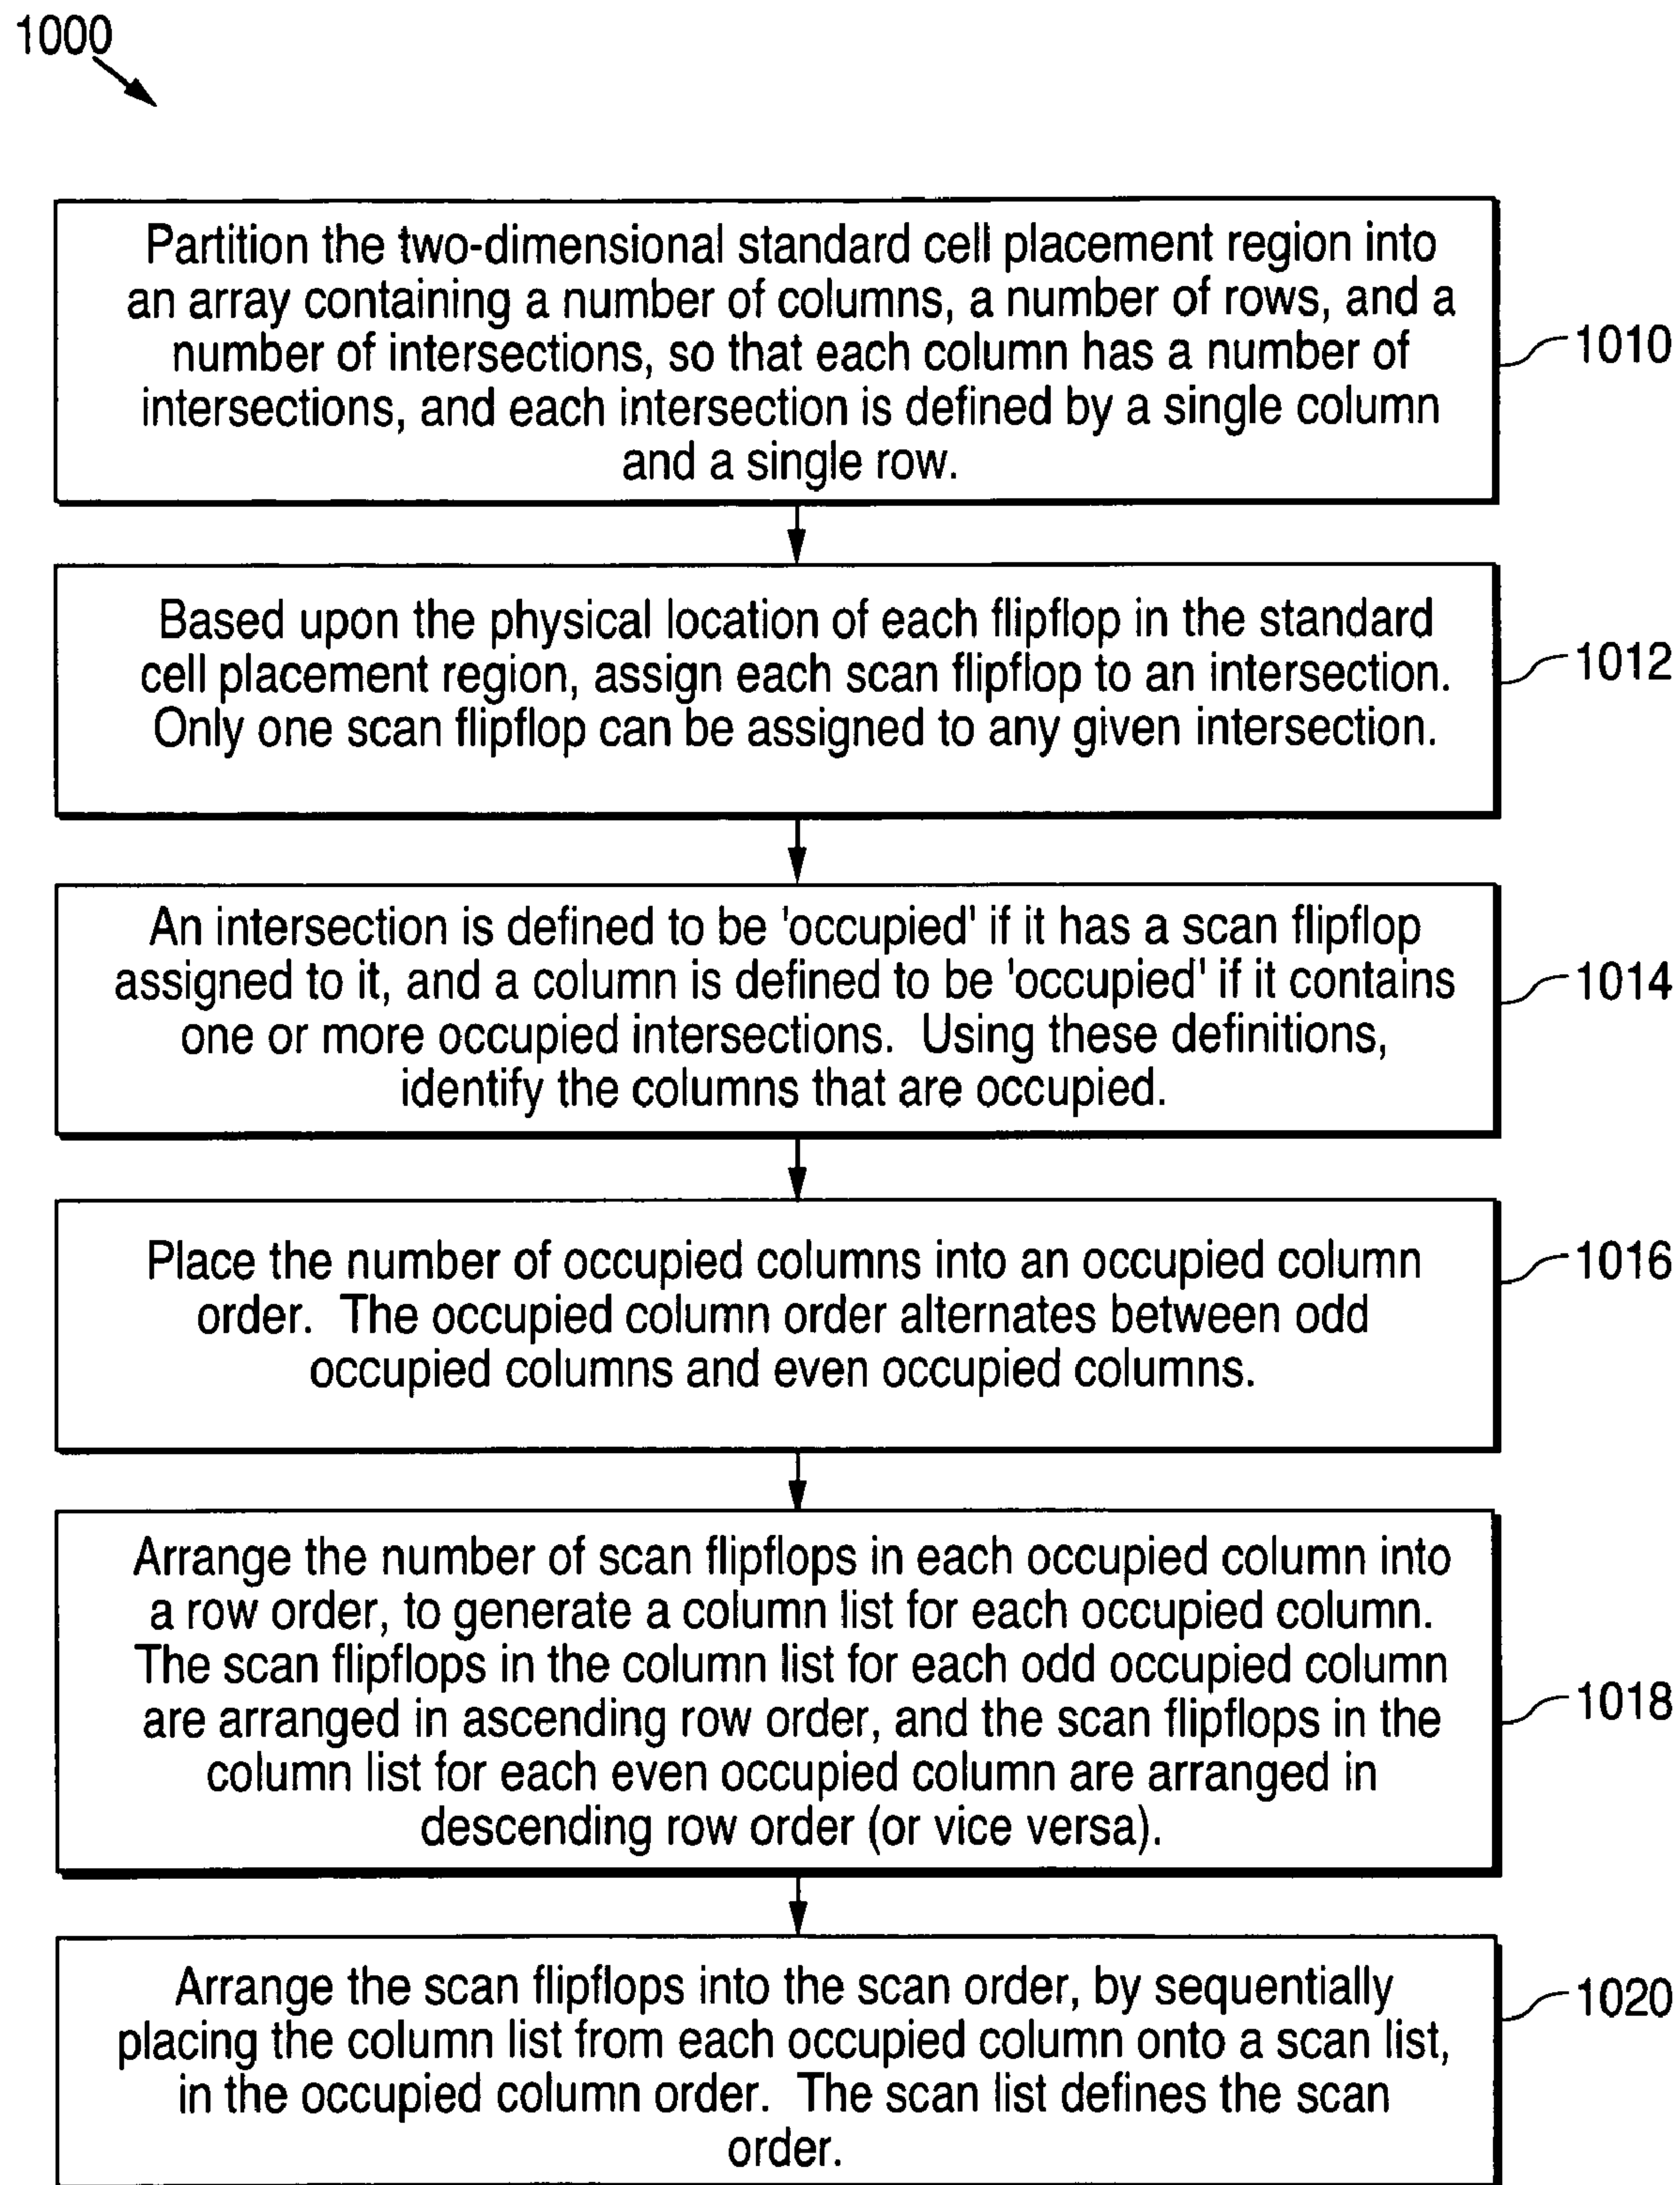 1000
Partition the two-dimensional standard cell placement region into
an array containing a number of columns, a number of rows, and a
number of intersections, so that each column has a number of
intersections, and each intersection is defined by a single column
and a single row.
1010
Based upon the physical location of each flipflop in the standard
cell placement region, assign each scan flipflop to an intersection.
Only one scan flipflop can be assigned to any given intersection.
1012
An intersection is defined to be 'occupied' if it has a scan flipflop
assigned to it, and a column is defined to be 'occupied' if it contains
one or more occupied intersections. Using these definitions,
identify the columns that are occupied.
1014
Place the number of occupied columns into an occupied column
order. The occupied column order alternates between odd
occupied columns and even occupied columns.
1016
Arrange the number of scan flipflops in each occupied column into
a row order, to generate a column list for each occupied column.
The scan flipflops in the column list for each odd occupied column
are arranged in ascending row order, and the scan flipflops in the
column list for each even occupied column are arranged in
descending row order (or vice versa).
1018
Arrange the scan flipflops into the scan order, by sequentially
placing the column list from each occupied column onto a scan list,
in the occupied column order. The scan list defines the scan
order.
1020